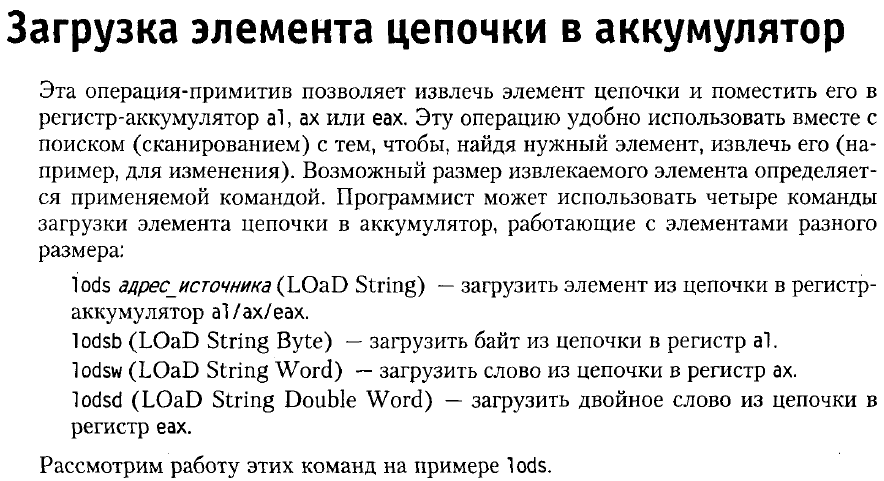 Загрузка элемента цепочки в аккумулятор
Эта операция-примитив позволяет извлечь элемент цепочки и поместить его в
регистр-аккумулятор al, ax или eax. Эту операцию удобно использовать вместе с
поиском (сканированием) с тем, чтобы, найдя нужный элемент, извлечь его (на-
пример, для изменения). Возможный размер извлекаемого элемента определяет-
ся применяемой командой. Программист может использовать четыре команды
загрузки элемента цепочки в аккумулятор, работающие с элементами разного
размера:
lods адрес_источника (LOaD String) — загрузить элемент из цепочки в регистр-
аккумулятор al/ax/eax.
lodsb (LOaD String Byte) — загрузить байт из цепочки в регистр al.
lodsw (LOaD String Word) — загрузить слово из цепочки в регистр ax.
lodsd (LOaD String Double Word) — загрузить двойное слово из цепочки в
регистр eax.
Рассмотрим работу этих команд на примере lods.